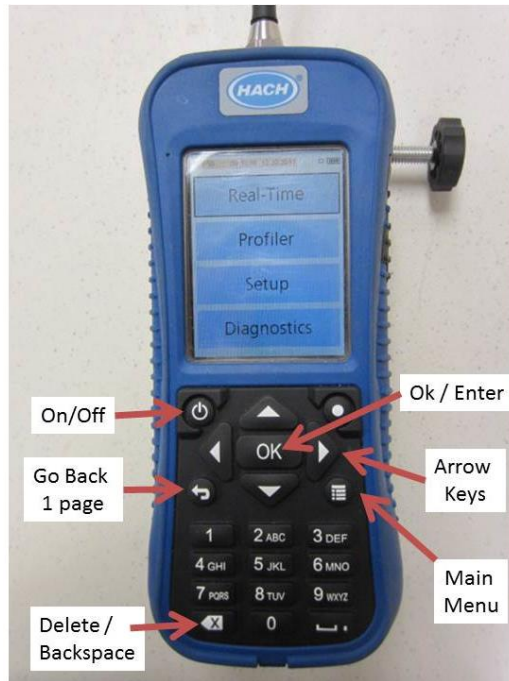 HACH
Real-Time
Profiler
Setup
Diagnostics
On/Off
Ok / Enter
OK
Go Back
1 page
Arrow
Keys
1
2 ABC
3 DEF
4 GHI
5 JKL
6 MNO
7 PQRS
8 TUV
9 WXYZ
Main
Menu
Delete /
Backspace
X
0
.